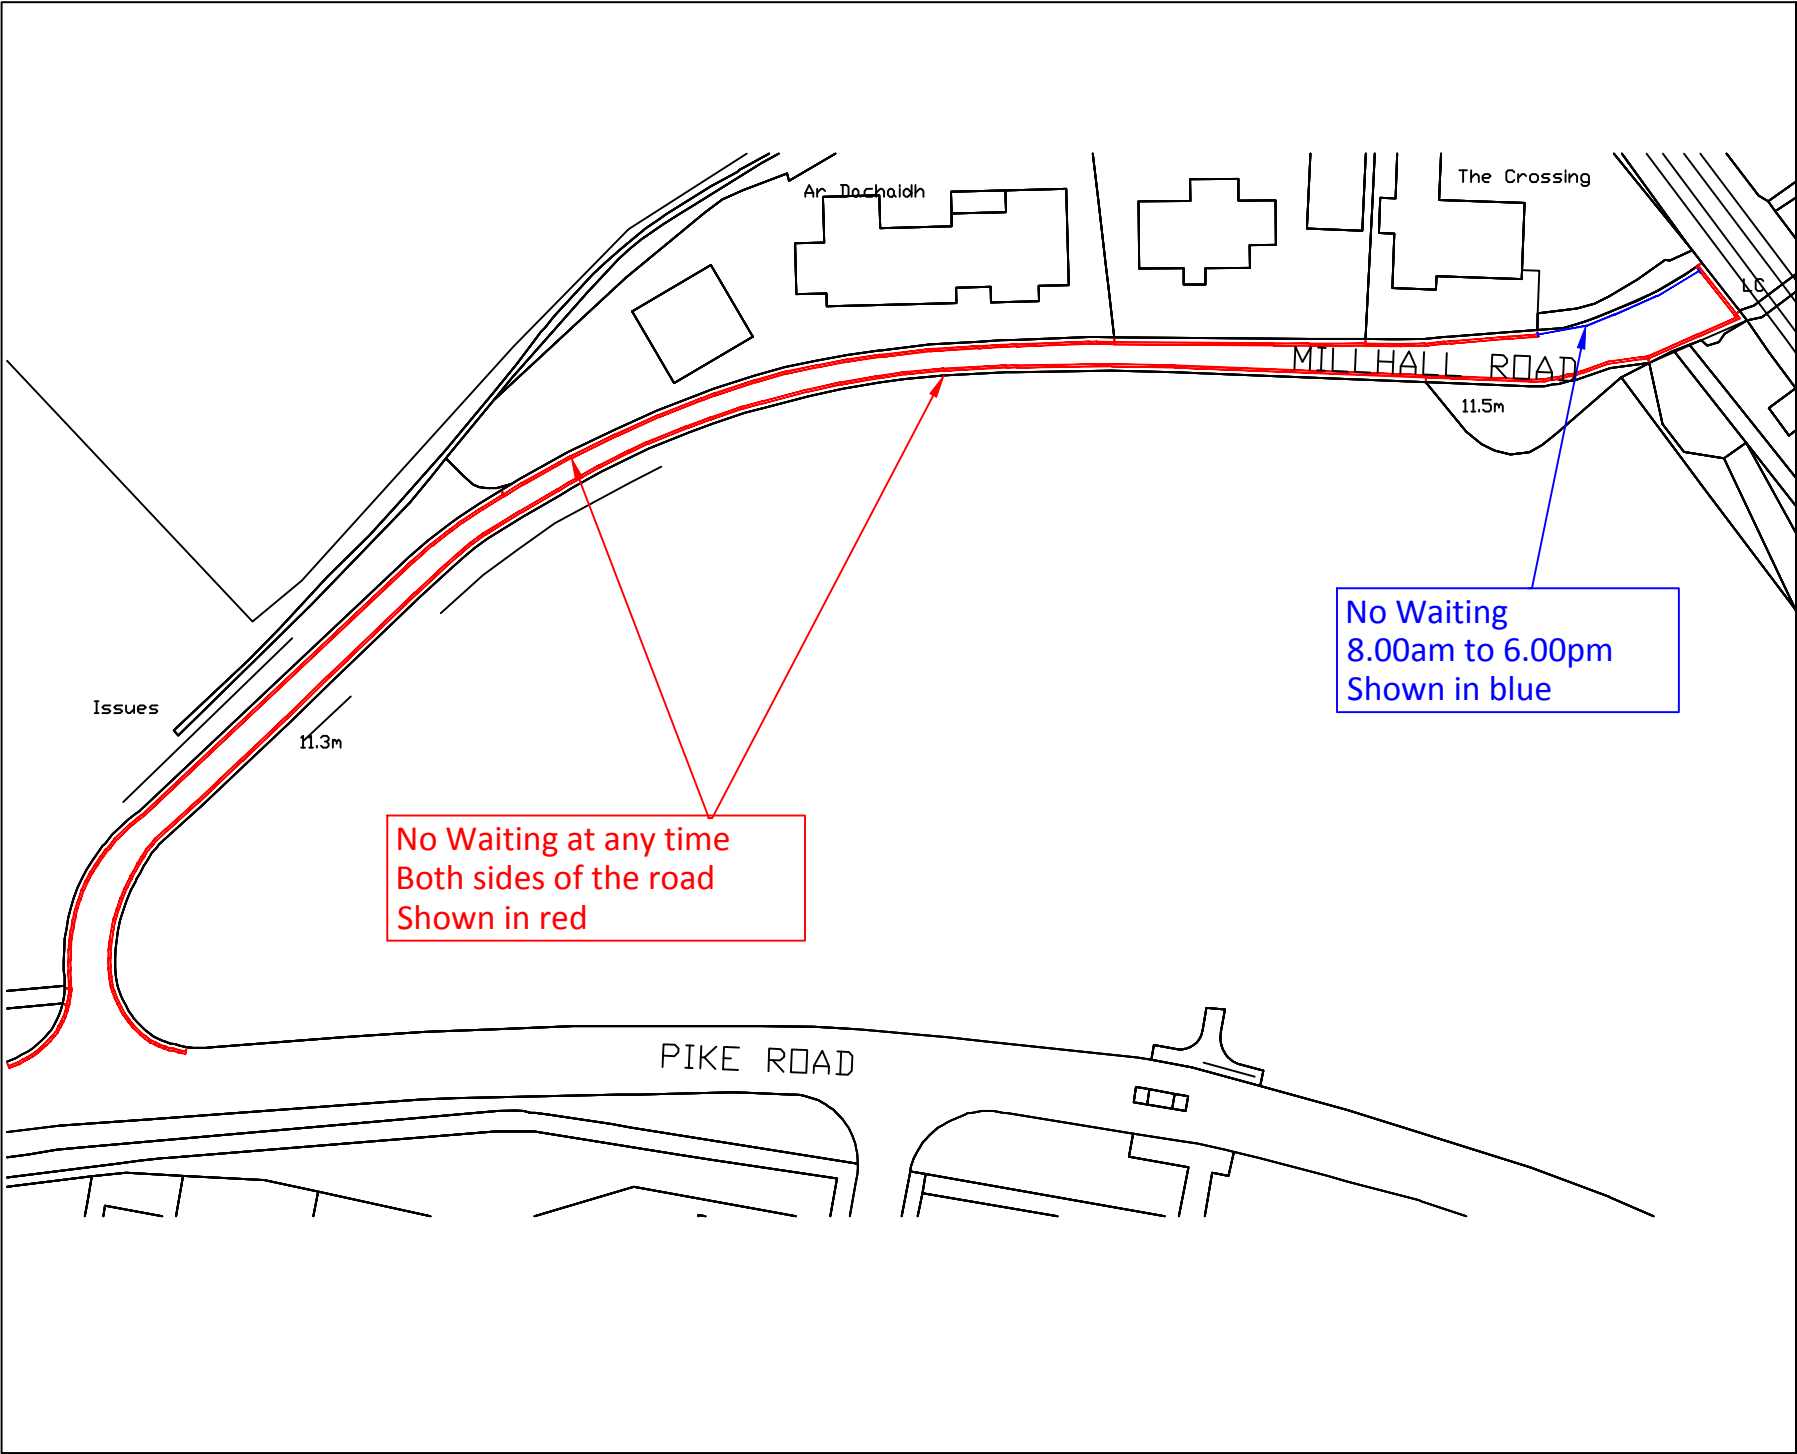 Ar Dachaidh
The Crossing
LC
MILLHALL ROAD
11.5m
No Waiting
8.00am to 6.00pm
Shown in blue
Issues
11.3m
No Waiting at any time
Both sides of the road
Shown in red
PIKE ROAD